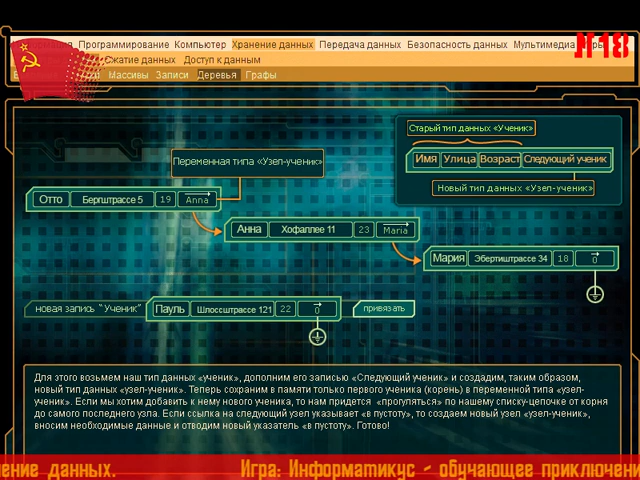 Программирование Компьютер Хранение данных Передача данных Безопасность данных Мультимедиа
№18
Сжатие данных Доступ к данным
Массивы Записи Деревья Графы
Старый тип данных «Ученик»
Имя Улица Возраст Следующий ученик
Новый тип данных «Узел-ученик»
Переменная типа «Узел-ученик»
Отто Бергштрассе 5 19 Anna
Анна Хофаллее 11 23 Maria
Мария Эбертиштрассе 34 18 0
новая запись "Ученик" Пауль Шлоссштрассе 121 22 0 привязать
Для этого возьмем наш тип данных «ученик», дополним его записью «Следующий ученик» и создадим, таким образом,
новый тип данных «узел-ученик». Теперь сохраним в памяти только первого ученика (корень) в переменной типа «узел-
ученик». Если мы хотим добавить к нему нового ученика, то нам придется «прогуляться» по нашему списку-цепочке от корня
до самого последнего узла. Если ссылка на следующий узел указывает «в пустоту», то создаем новый узел «узел-ученик»,
вносим необходимые данные и отводим новый указатель «в пустоту». Готово!
нение данных. Игра: Информатикус - обучающее приключени